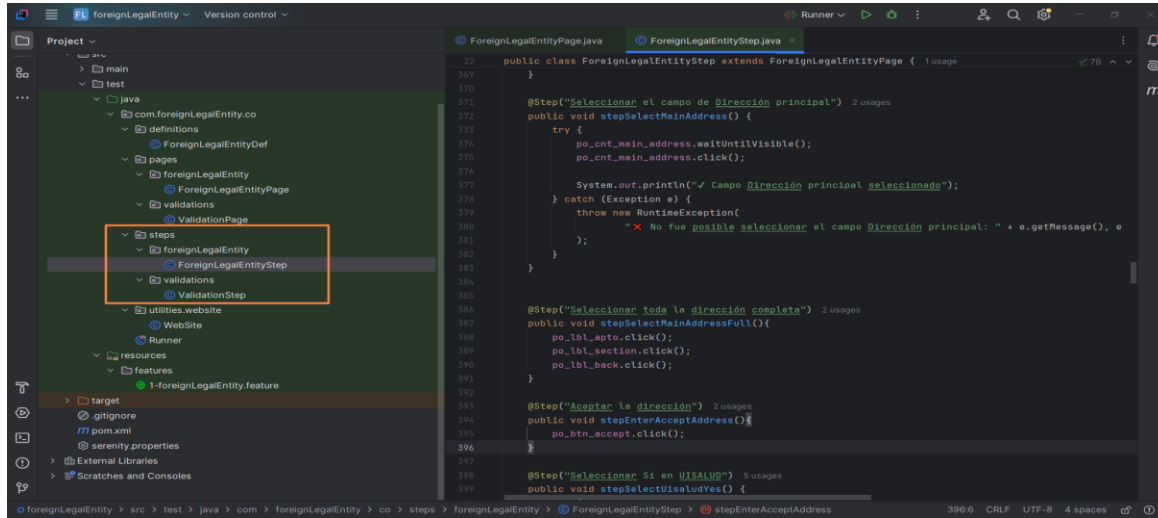 FL foreignLegalEntity Version control Runner
Project
ForeignLegalEntityPage.java ForeignLegalEntityStep.java
main
test
java
com.foreignLegalEntity.co
definitions
ForeignLegalEntityDef
pages
foreignLegalEntity
ForeignLegalEntityPage
validations
ValidationPage
steps
foreignLegalEntity
ForeignLegalEntityStep
validations
ValidationStep
utilities.website
WebSite
Runner
resources
features
1-foreignLegalEntity.feature
target
.gitignore
pom.xml
serenity.properties
External Libraries
Scratches and Consoles
22 public class ForeignLegalEntityStep extends ForeignLegalEntityPage { 1 usage 78
369 }
370
371 @Step("Seleccionar el campo de Dirección principal") 2 usages
372 public void stepSelectMainAddress() {
373 try {
374 po_cnt_main_address.waitUntilVisible();
375 po_cnt_main_address.click();
376
377 System.out.println("✓ Campo Dirección principal seleccionado");
378 } catch (Exception e) {
379 throw new RuntimeException(
380 "❌ No fue posible seleccionar el campo Dirección principal: " + e.getMessage(), e
381 );
382 }
383 }
384
385
386 @Step("Seleccionar toda la dirección completa") 2 usages
387 public void stepSelectMainAddressFull(){
388 po_lbl_apto.click();
389 po_lbl_section.click();
390 po_lbl_back.click();
391 }
392
393 @Step("Aceptar la dirección") 2 usages
394 public void stepEnterAcceptAddress(){
395 po_btn_accept.click();
396 }
397
398 @Step("Seleccionar Si en UISALUD") 5 usages
399 public void stepSelectUisaludYes() {
foreignLegalEntity > src > test > java > com > foreignLegalEntity > co > steps > foreignLegalEntity > ForeignLegalEntityStep > stepEnterAcceptAddress 396:6 CRLF UTF-8 4 spaces